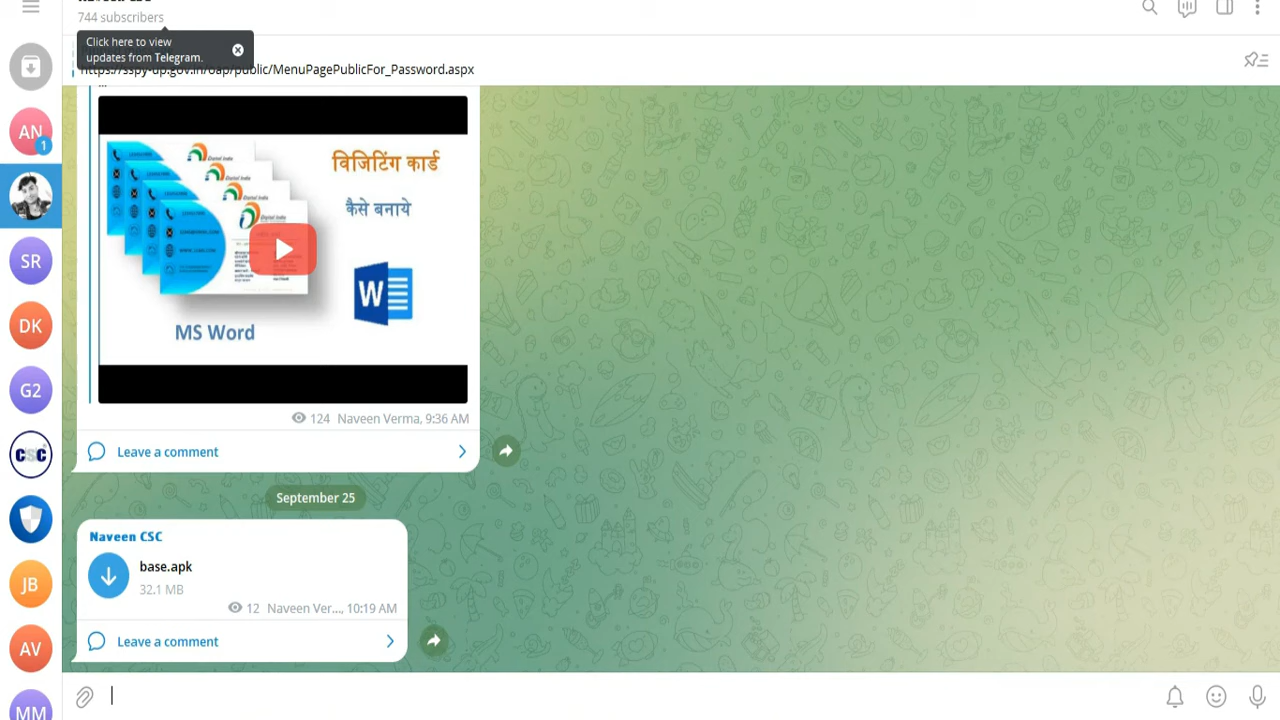 744 subscribers
Click here to view
updates from Telegram.
https://sspy-up.gov.in/oap/public/MenuPagePublicFor_Password.aspx
...
AN
1
विजिटिंग कार्ड
कैसे बनाये
W
MS Word
SR
DK
G2
124 Naveen Verma, 9:36 AM
Leave a comment
CSC
September 25
Naveen CSC
base.apk
32.1 MB
12 Naveen Ver..., 10:19 AM
JB
Leave a comment
AV
MM